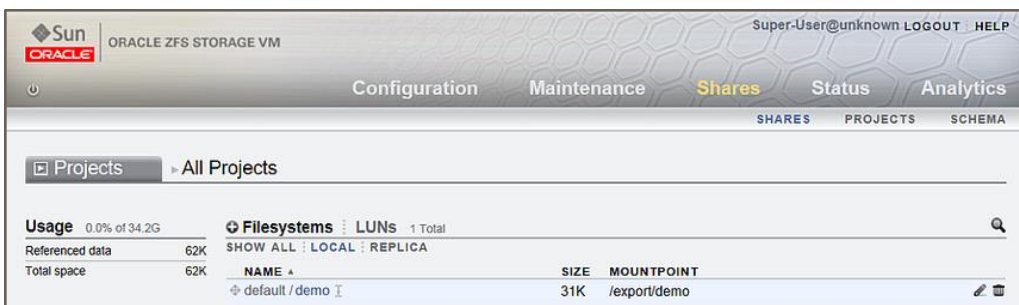 Sun
ORACLE
ORACLE ZFS STORAGE VM
Super-User@unknown LOGOUT HELP
Configuration Maintenance Shares Status Analytics
SHARES PROJECTS SCHEMA
Projects All Projects
Usage 0.0% of 34.2G
Referenced data 62K
Total space 62K
Filesystems LUNs 1 Total
SHOW ALL LOCAL REPLICA
NAME SIZE MOUNTPOINT
default / demo 31K /export/demo